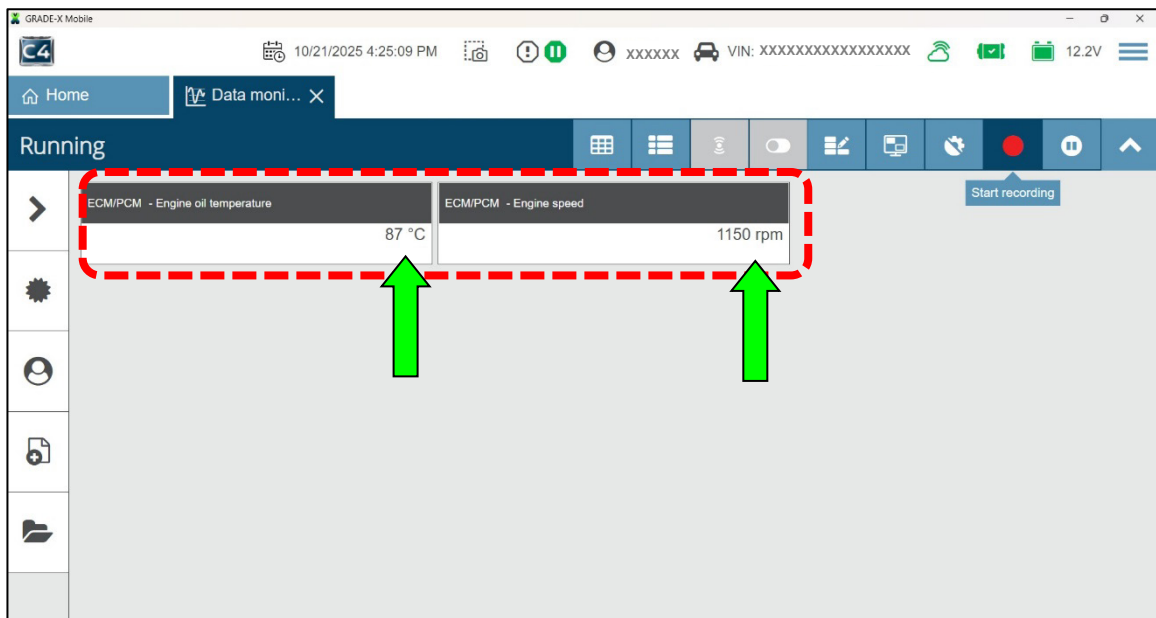 GRADE-X Mobile
C4
10/21/2025 4:25:09 PM
xxxxxx
VIN: XXXXXXXXXXXXXXXXX
12.2V
Home
Data moni...
Running
Start recording
ECM/PCM - Engine oil temperature
ECM/PCM - Engine speed
87 °C
1150 rpm